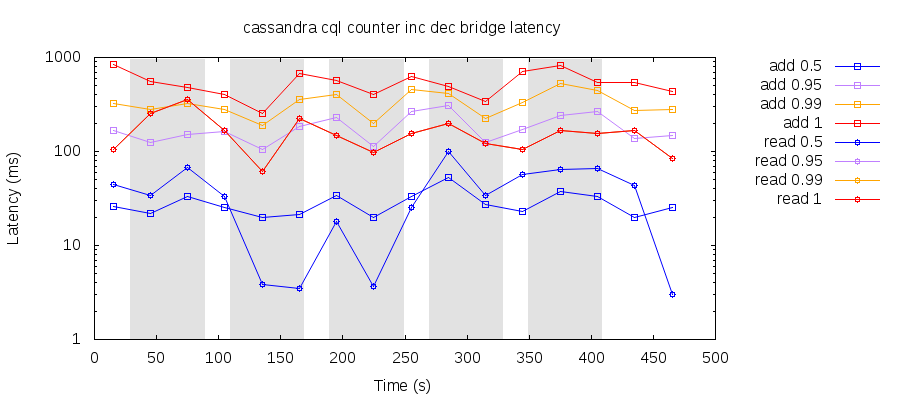 cassandra cql counter inc dec bridge latency
1000
100
10
1
Latency (ms)
0 50 100 150 200 250 300 350 400 450 500
Time (s)
add 0.5
add 0.95
add 0.99
add 1
read 0.5
read 0.95
read 0.99
read 1